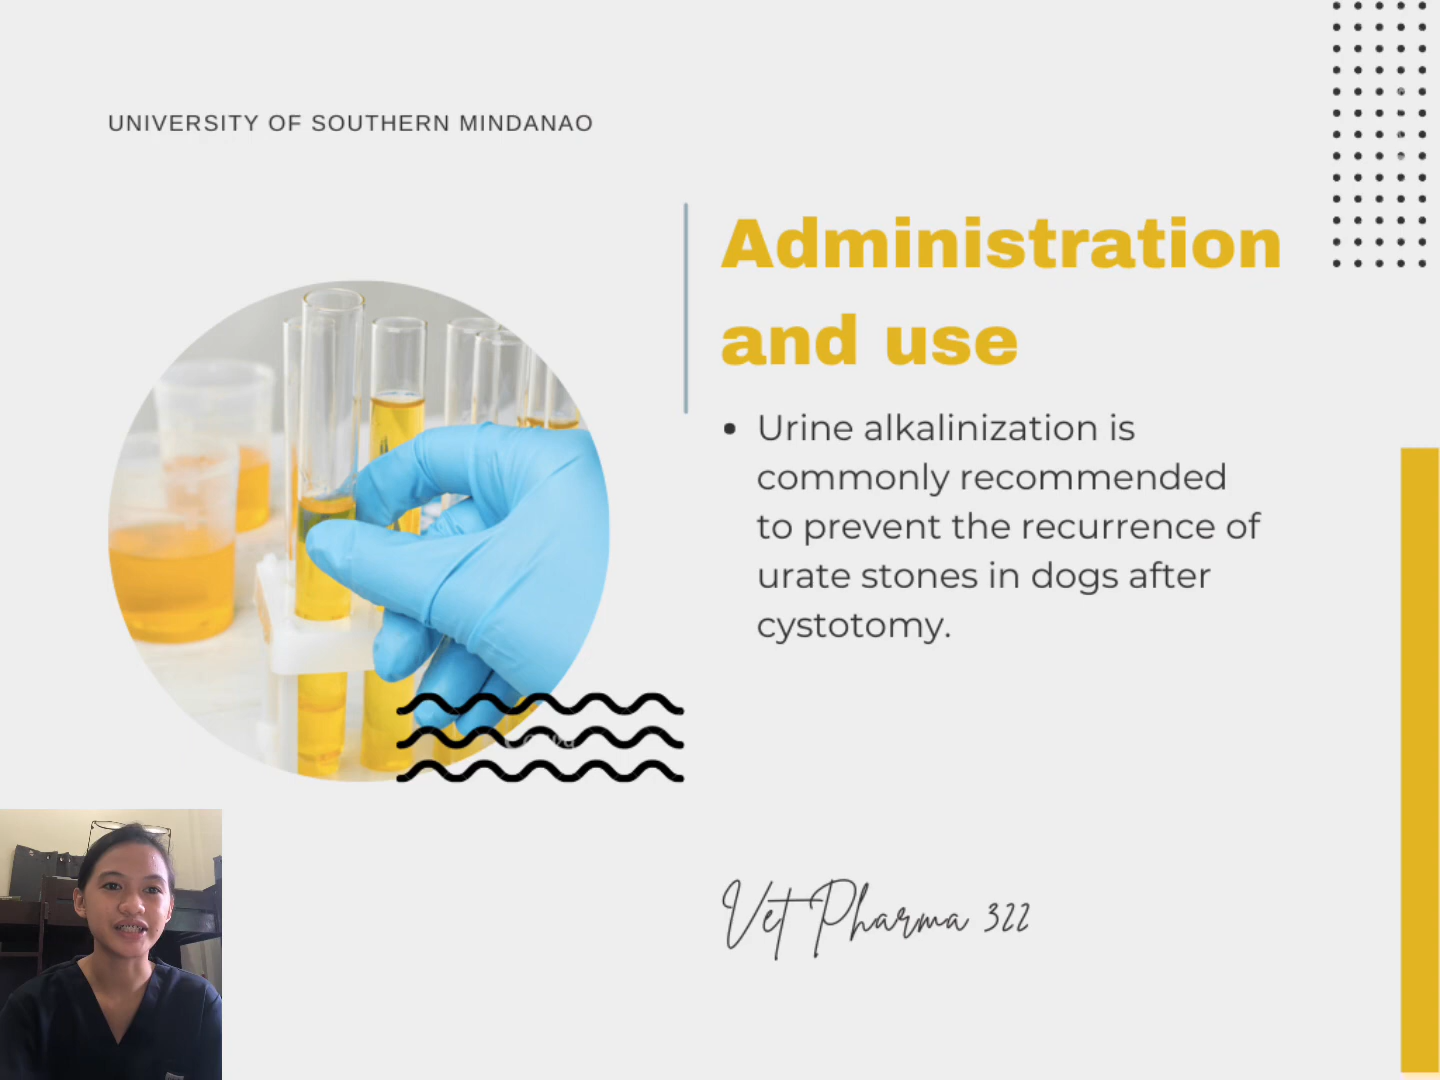 UNIVERSITY OF SOUTHERN MINDANAO
Administration
and use
• Urine alkalinization is
commonly recommended
to prevent the recurrence of
urate stones in dogs after
cystotomy.
Vet Pharma 322